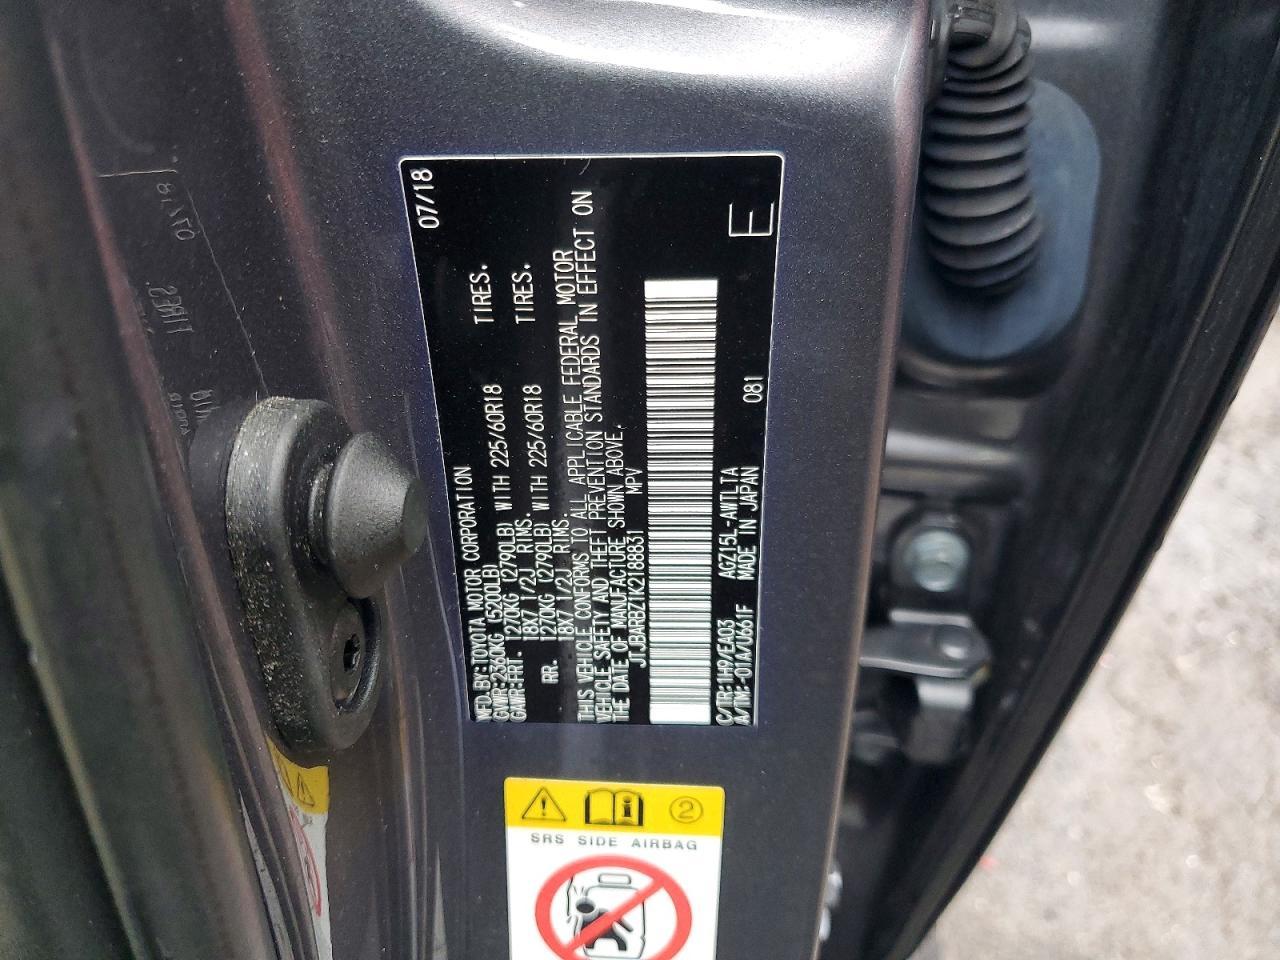 MFD.BY:TOYOTA MOTOR CORPORATION 07/18
GVWR:2360KG (5200LB)
GAWR:FRT. 1270KG (2790LB) WITH 225/60R18 TIRES.
18X7 1/2J RIMS.
RR. 1270KG (2790LB) WITH 225/60R18 TIRES.
18X7 1/2J RIMS.
THIS VEHICLE CONFORMS TO ALL APPLICABLE FEDERAL MOTOR
VEHICLE SAFETY AND THEFT PREVENTION STANDARDS IN EFFECT ON
THE DATE OF MANUFACTURE SHOWN ABOVE.
JTJBARBZ1K2188831 MPV
C/TR:1H9/EA03 AGZ15L-AWTLTA 081
A/TM:-01A/U661F MADE IN JAPAN E
2
SRS SIDE AIRBAG